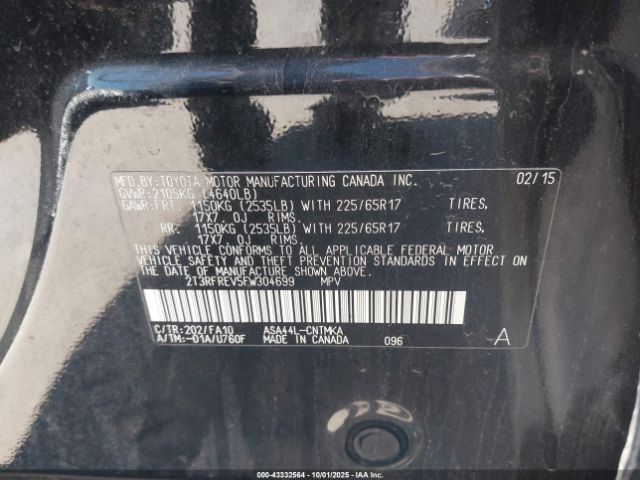 MFD.BY:TOYOTA MOTOR MANUFACTURING CANADA INC. 02/15
GVWR:2105KG (4640LB)
GAWR:FRT. 1150KG (2535LB) WITH 225/65R17 TIRES,
17X7.0J RIMS.
RR: 1150KG (2535LB) WITH 225/65R17 TIRES,
17X7.0J RIMS.
THIS VEHICLE CONFORMS TO ALL APPLICABLE FEDERAL MOTOR
VEHICLE SAFETY AND THEFT PREVENTION STANDARDS IN EFFECT ON
THE DATE OF MANUFACTURE SHOWN ABOVE.
2T3RFREV5FW304699 MPV
C/TR:202/FA10 ASA44L-CNTMKA
A/TM:-01A/U760F MADE IN CANADA 096 A
000-43332564 | 10/01/2025 | © IAA Inc.